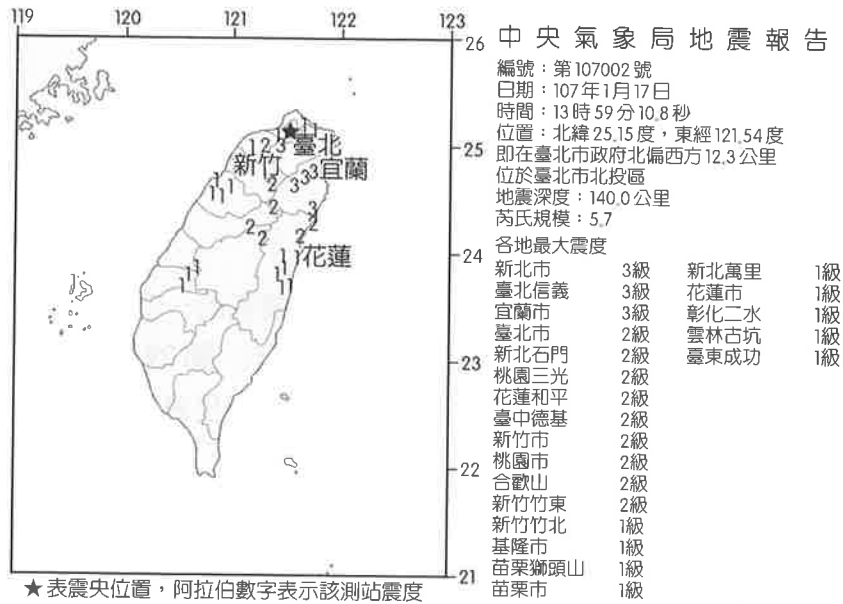 119
120
121
122
123
26
25
24
23
22
21
1 2 3 臺北
新竹
宜蘭
花蓮
★表震央位置,阿拉伯數字表示該測站震度
中央氣象局地震報告
編號:第107002號
日期:107年1月17日
時間:13時59分10.8秒
位置:北緯25.15度,東經121.54度
即在臺北市政府北偏西方12.3公里
位於臺北市北投區
地震深度:140.0公里
芮氏規模:5.7
各地最大震度
新北市 3級 新北萬里 1級
臺北信義 3級 花蓮市 1級
宜蘭市 3級 彰化二水 1級
臺北市 2級 雲林古坑 1級
新北石門 2級 臺東成功 1級
桃園三光 2級
花蓮和平 2級
臺中德基 2級
新竹市 2級
桃園市 2級
合歡山 2級
新竹竹東 2級
新竹竹北 1級
基隆市 1級
苗栗獅頭山 1級
苗栗市 1級